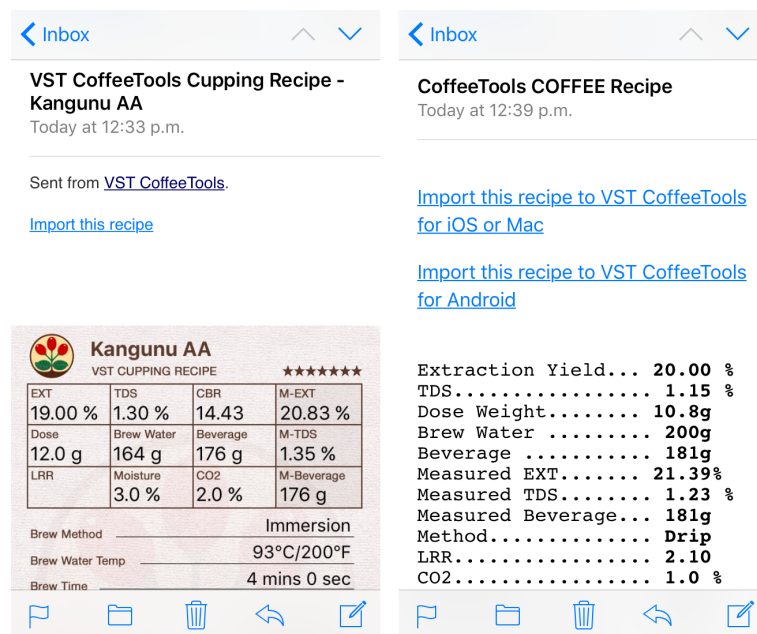 Inbox
VST CoffeeTools Cupping Recipe -
Kangunu AA
Today at 12:33 p.m.
Sent from VST CoffeeTools.
Import this recipe
Kangunu AA
VST CUPPING RECIPE ★★★★★★★
EXT TDS CBR M-EXT
19.00 % 1.30 % 14.43 20.83 %
Dose Brew Water Beverage M-TDS
12.0 g 164 g 176 g 1.35 %
LRR Moisture CO2 M-Beverage
3.0 % 2.0 % 176 g
Brew Method Immersion
Brew Water Temp 93°C/200°F
Brew Time 4 mins 0 sec
Inbox
CoffeeTools COFFEE Recipe
Today at 12:39 p.m.
Import this recipe to VST CoffeeTools
for iOS or Mac
Import this recipe to VST CoffeeTools
for Android
Extraction Yield... 20.00 %
TDS................. 1.15 %
Dose Weight........ 10.8g
Brew Water ......... 200g
Beverage ........... 181g
Measured EXT....... 21.39%
Measured TDS........ 1.23 %
Measured Beverage... 181g
Method.............. Drip
LRR................. 2.10
CO2................. 1.0 %